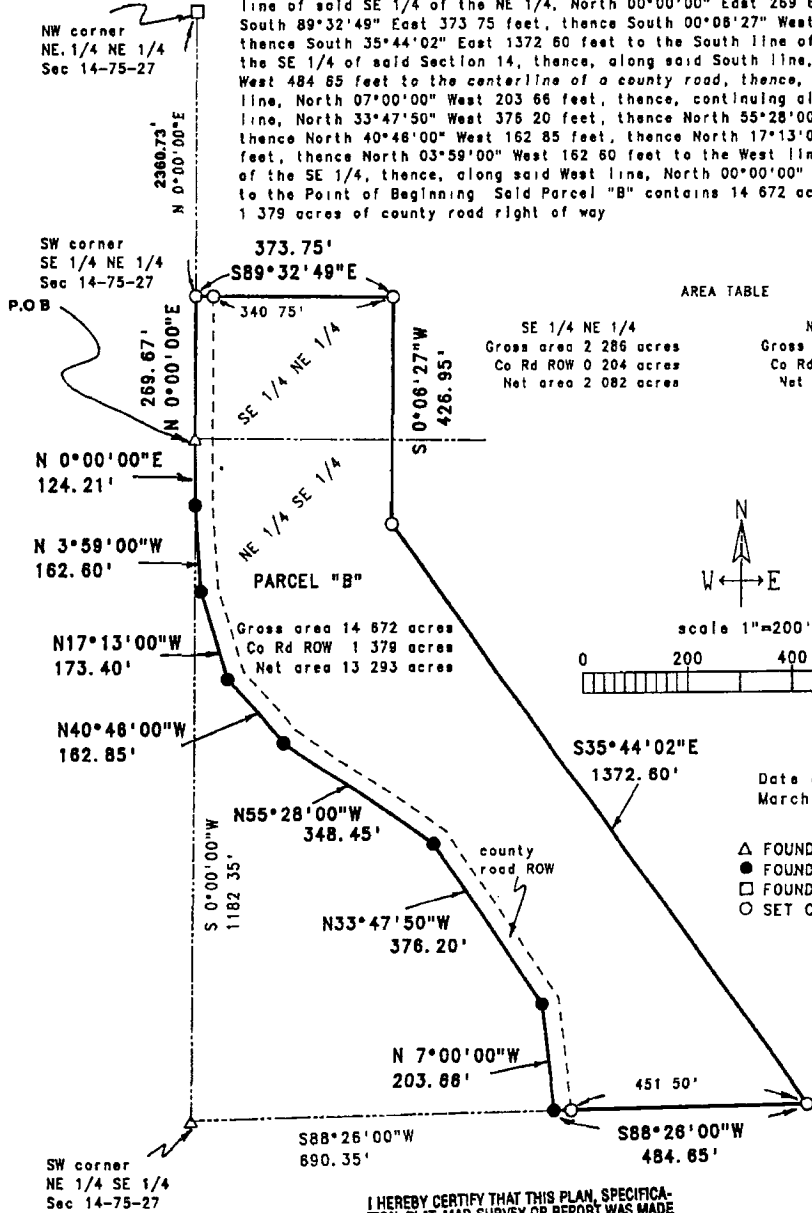 line of said SE 1/4 of the NE 1/4, North 00°00'00" East 269 6
South 89°32'49" East 373 75 feet, thence South 00°06'27" West
thence South 35°44'02" East 1372 60 feet to the South line of
the SE 1/4 of said Section 14, thence, along said South line,
West 484 65 feet to the centerline of a county road, thence,
line, North 07°00'00" West 203 66 feet, thence, continuing al
line, North 33°47'50" West 376 20 feet, thence North 55°28'00
thence North 40°46'00" West 162 85 feet, thence North 17°13'0
feet, thence North 03°59'00" West 162 60 feet to the West lin
of the SE 1/4, thence, along said West line, North 00°00'00"
to the Point of Beginning Said Parcel "B" contains 14 672 ac
1 379 acres of county road right of way
NW corner
NE. 1/4 NE 1/4
Sec 14-75-27
2360.73'
N 0°00'00"E
SW corner
SE 1/4 NE 1/4
Sec 14-75-27
P.O B
373.75'
S89°32'49"E
340 75'
269.67'
N 0°00'00"E
SE 1/4 NE 1/4
S 0°06'27"W
426.95'
AREA TABLE
SE 1/4 NE 1/4
Gross area 2 286 acres
Co Rd ROW 0 204 acres
Net area 2 082 acres
N
Gross
Co Rd
Net
N 0°00'00"E
124.21'
NE 1/4 SE 1/4
N 3°59'00"W
162.60'
PARCEL "B"
Gross area 14 672 acres
Co Rd ROW 1 379 acres
Net area 13 293 acres
N
W E
scale 1"=200'
0 200 400
N17°13'00"W
173.40'
N40°46'00"W
162.85'
S35°44'02"E
1372.60'
N55°28'00"W
348.45'
Date
March
S 0°00'00"W
1182 35'
county
road ROW
△ FOUND
● FOUND
□ FOUND
○ SET C
N33°47'50"W
376.20'
N 7°00'00"W
203.66'
451 50'
S88°26'00"W
690.35'
S88°26'00"W
484.65'
SW corner
NE 1/4 SE 1/4
Sec 14-75-27
I HEREBY CERTIFY THAT THIS PLAN, SPECIFICA-
TION, PLAT, MAP, SURVEY OR REPORT WAS MADE